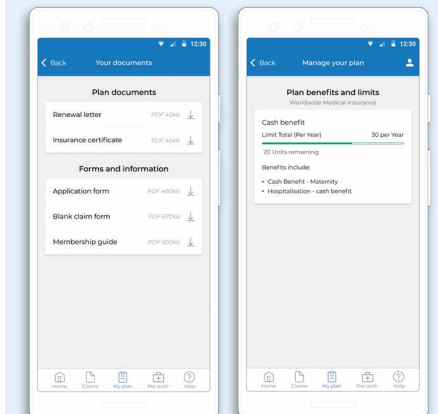 12:30
Back Your documents
Plan documents
Renewal letter PDF 40kb
Insurance certificate PDF 40kb
Forms and information
Application form PDF 480kb
Blank claim form PDF 670kb
Membership guide PDF 600kb
Home Claims My plan Pre-auth Help
12:30
Back Manage your plan
Plan benefits and limits
Worldwide Medical Insurance
Cash benefit
Limit Total (Per Year) 30 per Year
20 Units remaining
Benefits include:
• Cash Benefit - Maternity
• Hospitalisation - cash benefit
Home Claims My plan Pre-auth Help